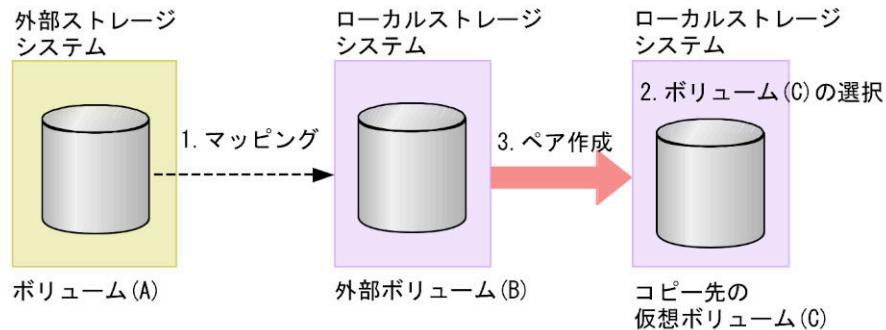 外部ストレージ
システム
ローカルストレージ
システム
ローカルストレージ
システム
1.マッピング
3.ペア作成
2.ボリューム(C)の選択
ボリューム(A)
外部ボリューム(B)
コピー先の
仮想ボリューム(C)